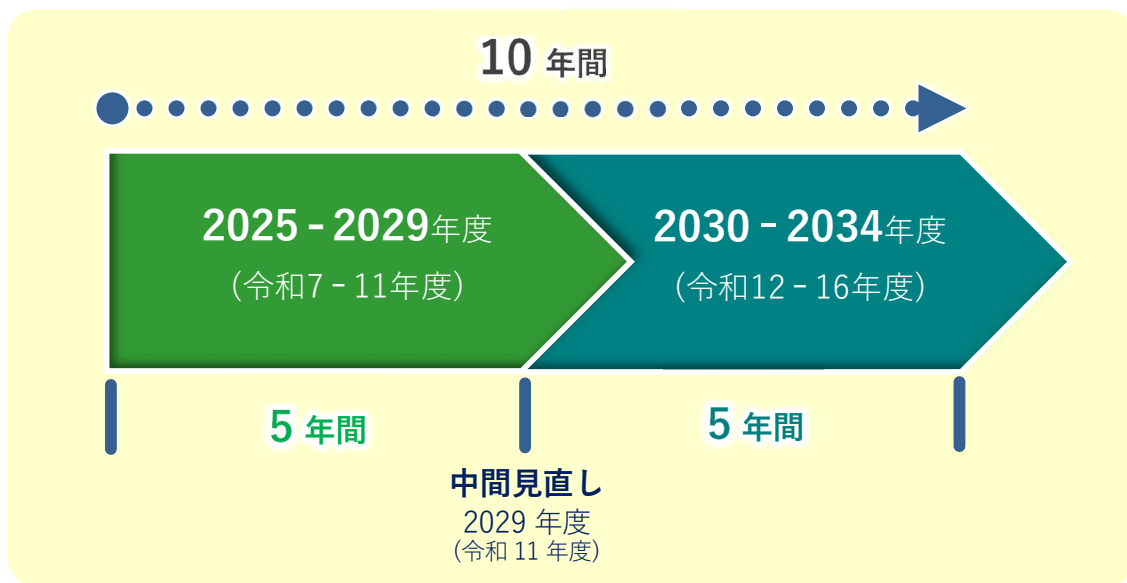 10 年間
2025 - 2029年度
(令和7 - 11年度)
2030 - 2034年度
(令和12 - 16年度)
5 年間
5 年間
中間見直し
2029 年度
(令和 11 年度)